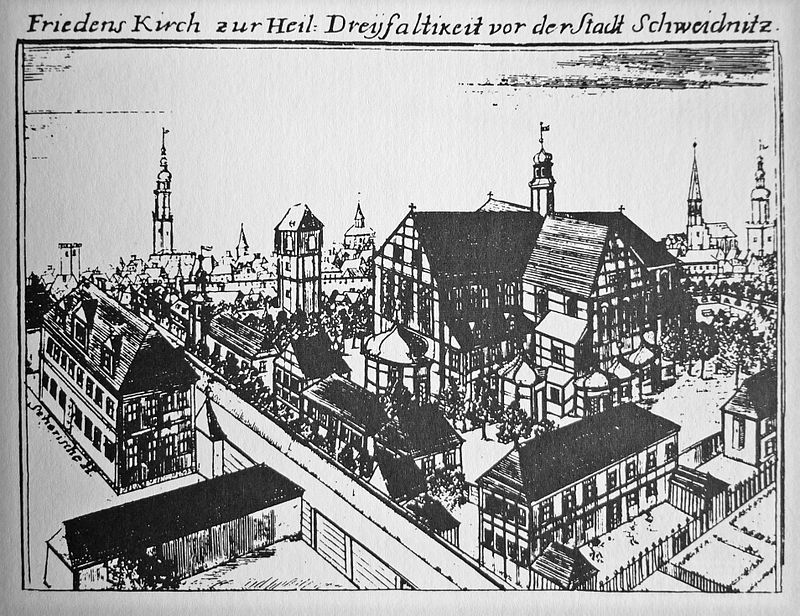 Friedens Kirch zur Heil: Dreÿfaltikeit vor der Stadt Schweidnitz.